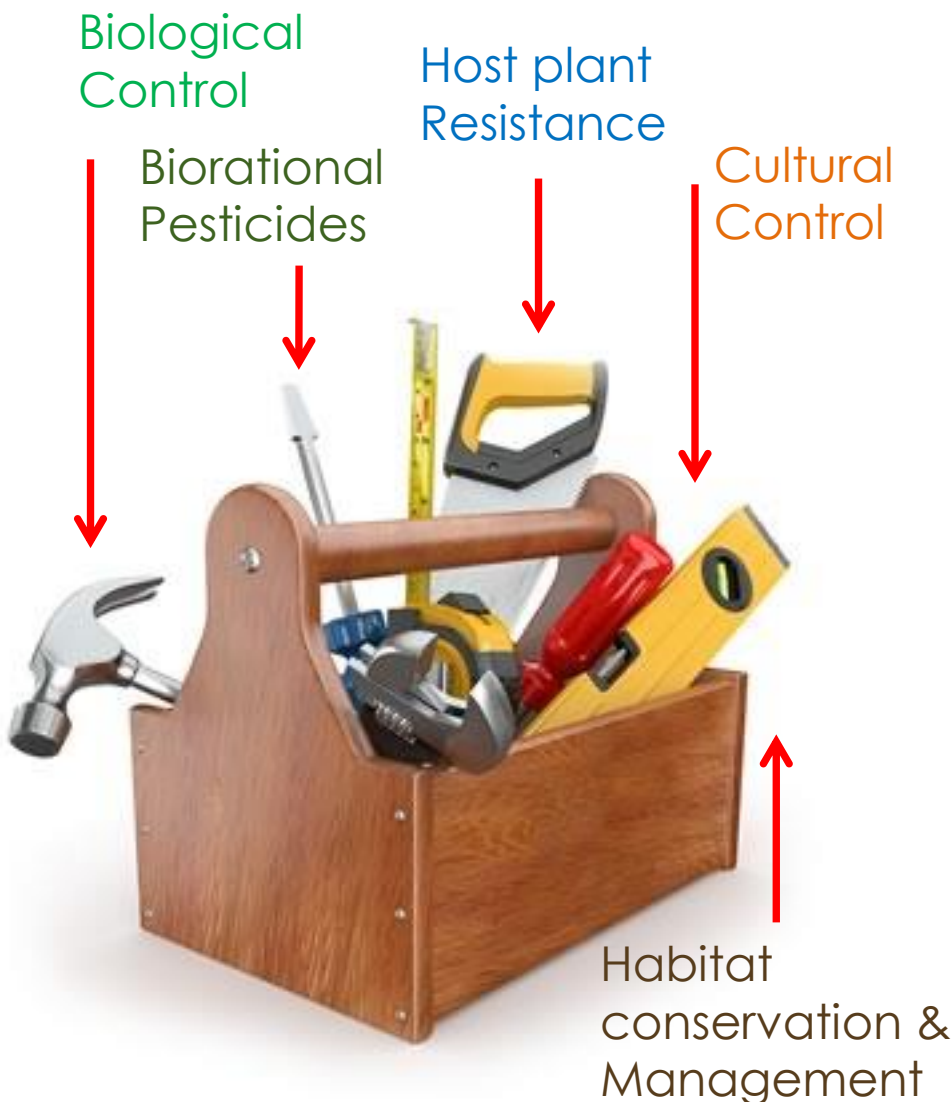 Biological
Control
Host plant
Resistance
Biorational
Pesticides
Cultural
Control
Habitat
conservation &
Management